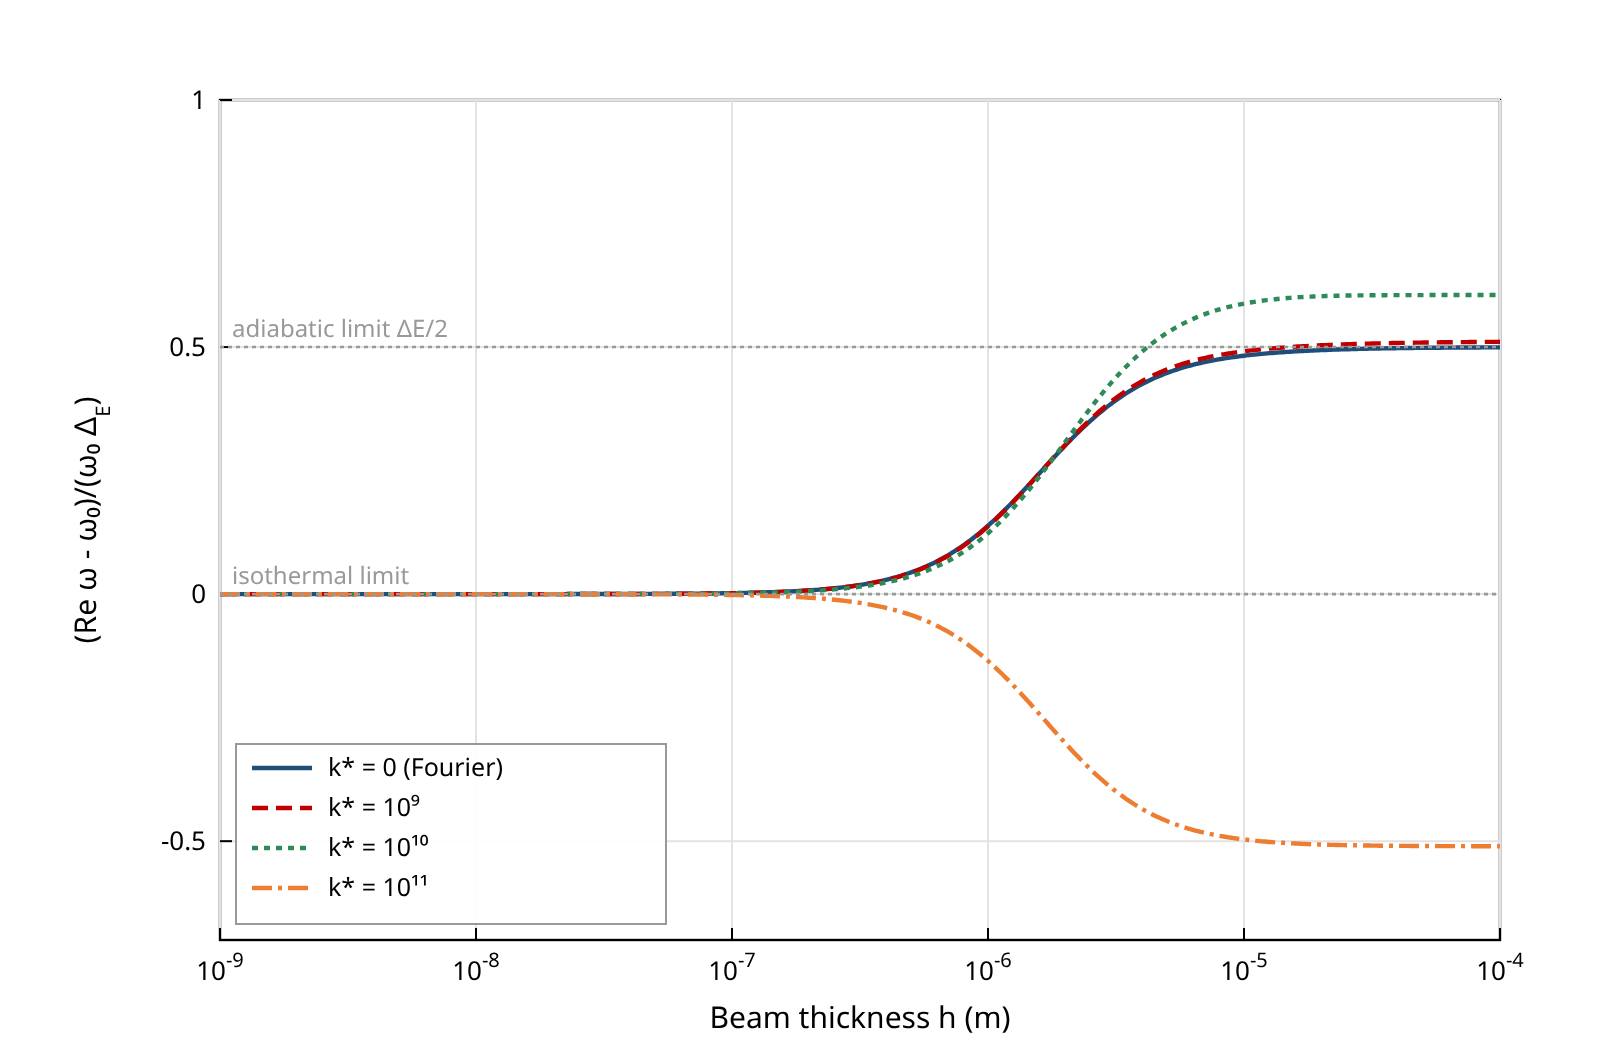 1
adiabatic limit ΔE/2
0.5
isothermal limit
0
-0.5
(Re ω - ω₀)/(ω₀ Δ_E)
k* = 0 (Fourier)
k* = 10⁹
k* = 10¹⁰
k* = 10¹¹
10⁻⁹ 10⁻⁸ 10⁻⁷ 10⁻⁶ 10⁻⁵ 10⁻⁴
Beam thickness h (m)